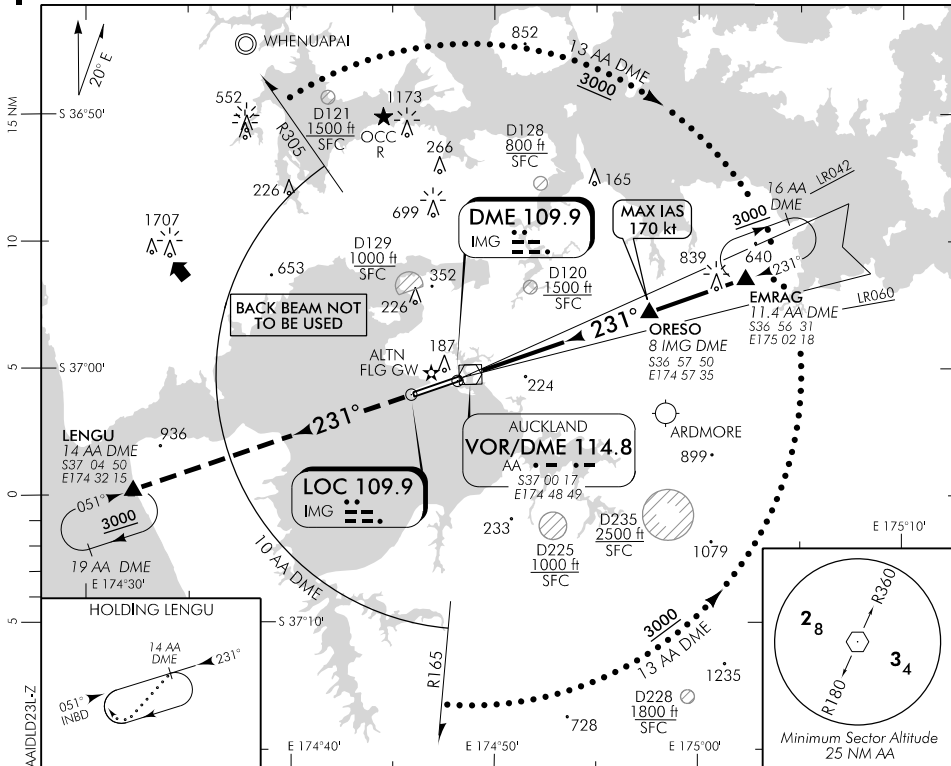 20° E
WHENUAPAI
852
13 AA DME
3000
15 NM
S 36°50'
552
D121
1500 ft
SFC
1173
OCC
R
R305
D128
800 ft
SFC
266
226
165
699
LR042
16 AA
DME
3000
1707
DME 109.9
IMG
MAX IAS
170 kt
10
653
D129
1000 ft
SFC
352
226
D120
1500 ft
SFC
839
640
231°
LR060
BACK BEAM NOT
TO BE USED
231°
EMRAG
11.4 AA DME
S36 56 31
E175 02 18
ORESO
8 IMG DME
S36 57 50
E174 57 35
187
ALTN
FLG GW
5
S 37°00'
224
231°
AUCKLAND
VOR/DME 114.8
AA
S37 00 17
E174 48 49
ARDMORE
LENGU
14 AA DME
S37 04 50
E174 32 15
936
899
LOC 109.9
IMG
0
051°
3000
19 AA DME
233
D225
1000 ft
SFC
D235
2500 ft
SFC
1079
E 175°10'
E 174°30'
10 AA DME
HOLDING LENGU
14 AA
DME
231°
051°
INBD
5
S 37°10'
R165
3000
13 AA DME
1235
D228
1800 ft
SFC
728
R360
2₈
3₄
R180
Minimum Sector Altitude
25 NM AA
AAIDLD23L-Z
E 174°40'
E 174°50'
E 175°00'